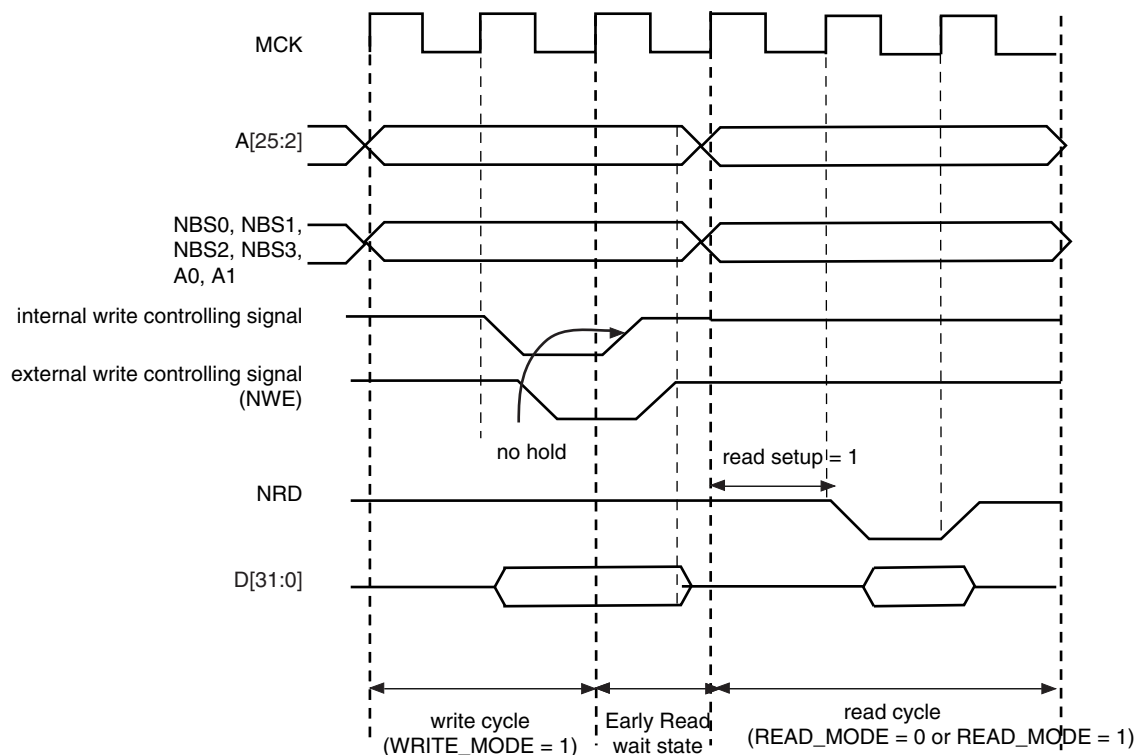 MCK
A[25:2]
NBS0, NBS1,
NBS2, NBS3,
A0, A1
internal write controlling signal
external write controlling signal
(NWE)
no hold
read setup = 1
NRD
D[31:0]
write cycle
(WRITE_MODE = 1)
Early Read
wait state
read cycle
(READ_MODE = 0 or READ_MODE = 1)